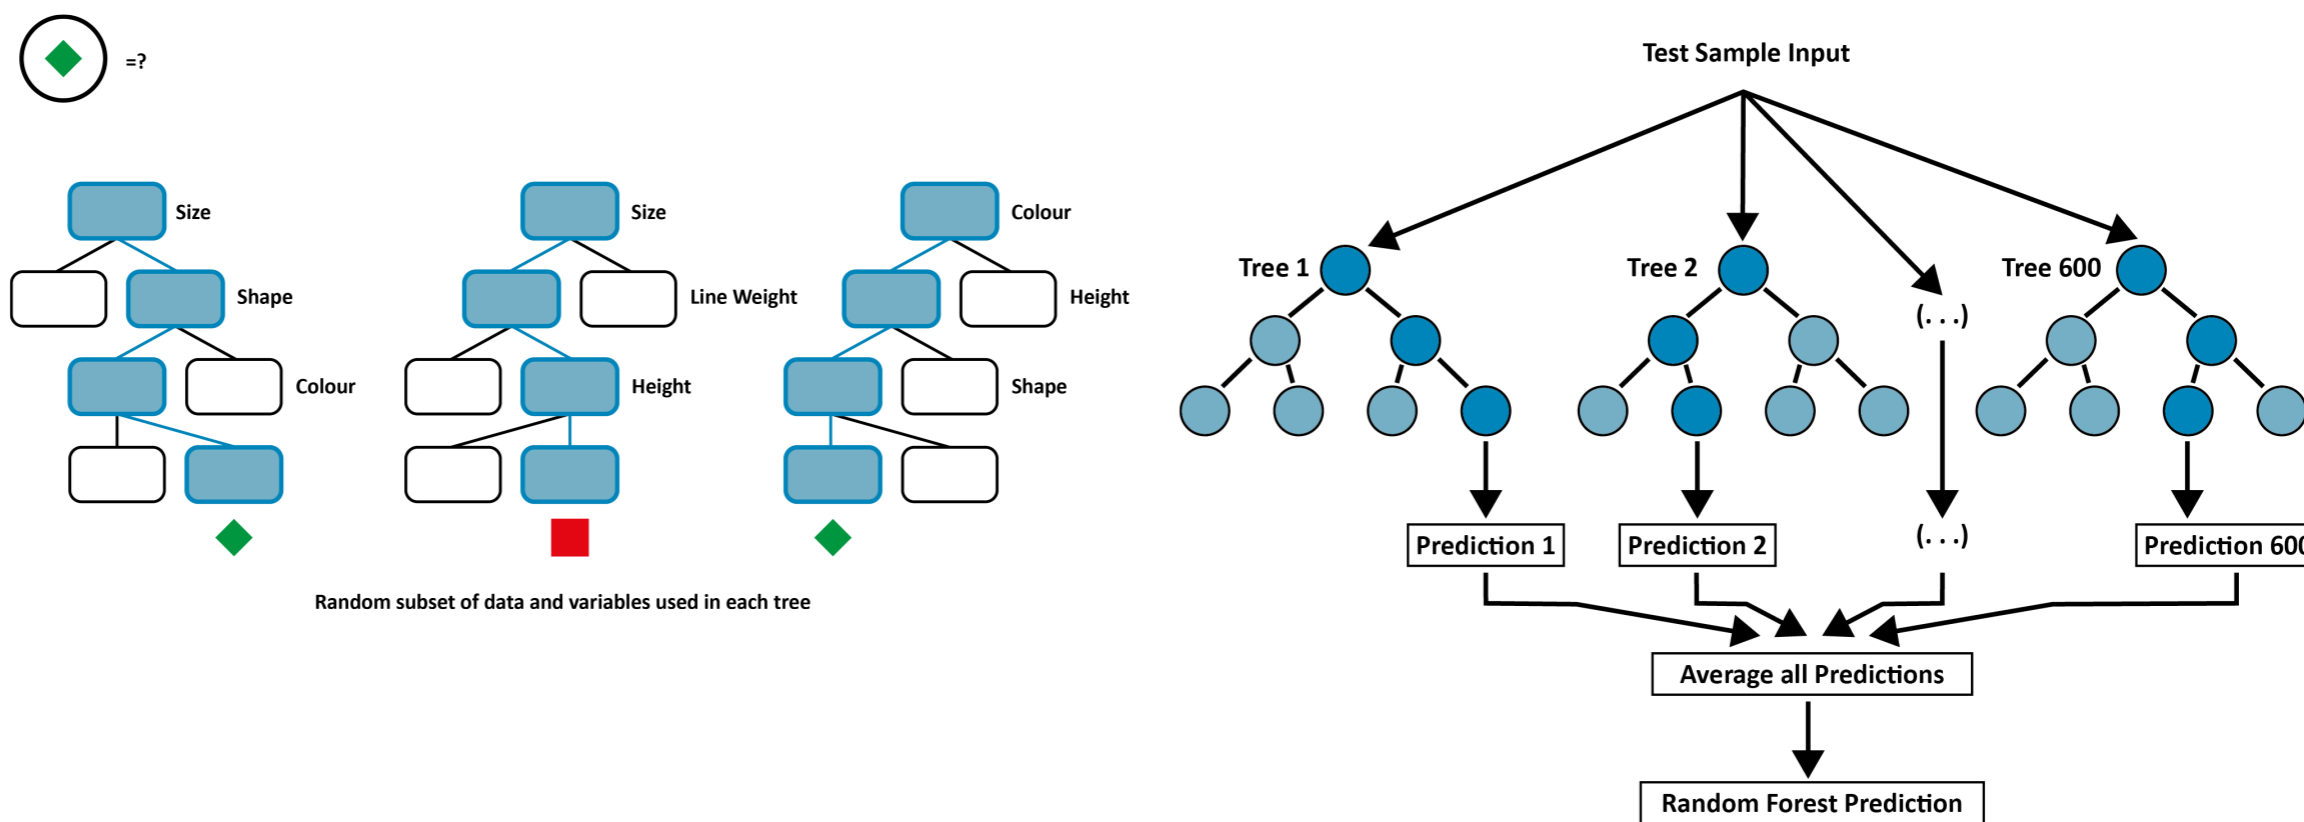 =?
Size
Shape
Colour
Size
Line Weight
Height
Colour
Height
Shape
Random subset of data and variables used in each tree
Test Sample Input
Tree 1
Tree 2
(. . .)
Tree 600
Prediction 1
Prediction 2
(. . .)
Prediction 600
Average all Predictions
Random Forest Prediction